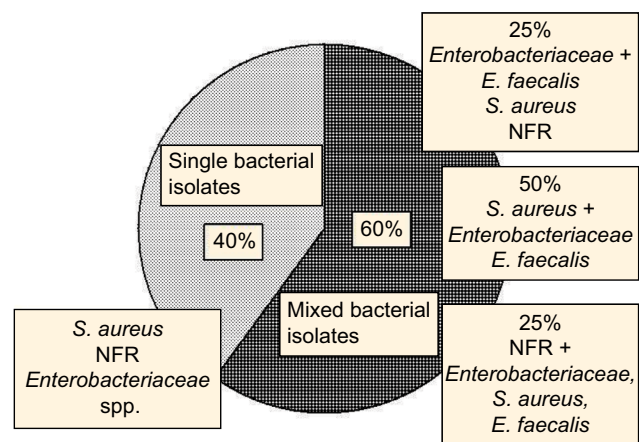 25%
Enterobacteriaceae +
E. faecalis
S. aureus
NFR
Single bacterial
isolates
40%
60%
50%
S. aureus +
Enterobacteriaceae
E. faecalis
Mixed bacterial
isolates
S. aureus
NFR
Enterobacteriaceae
spp.
25%
NFR +
Enterobacteriaceae,
S. aureus,
E. faecalis